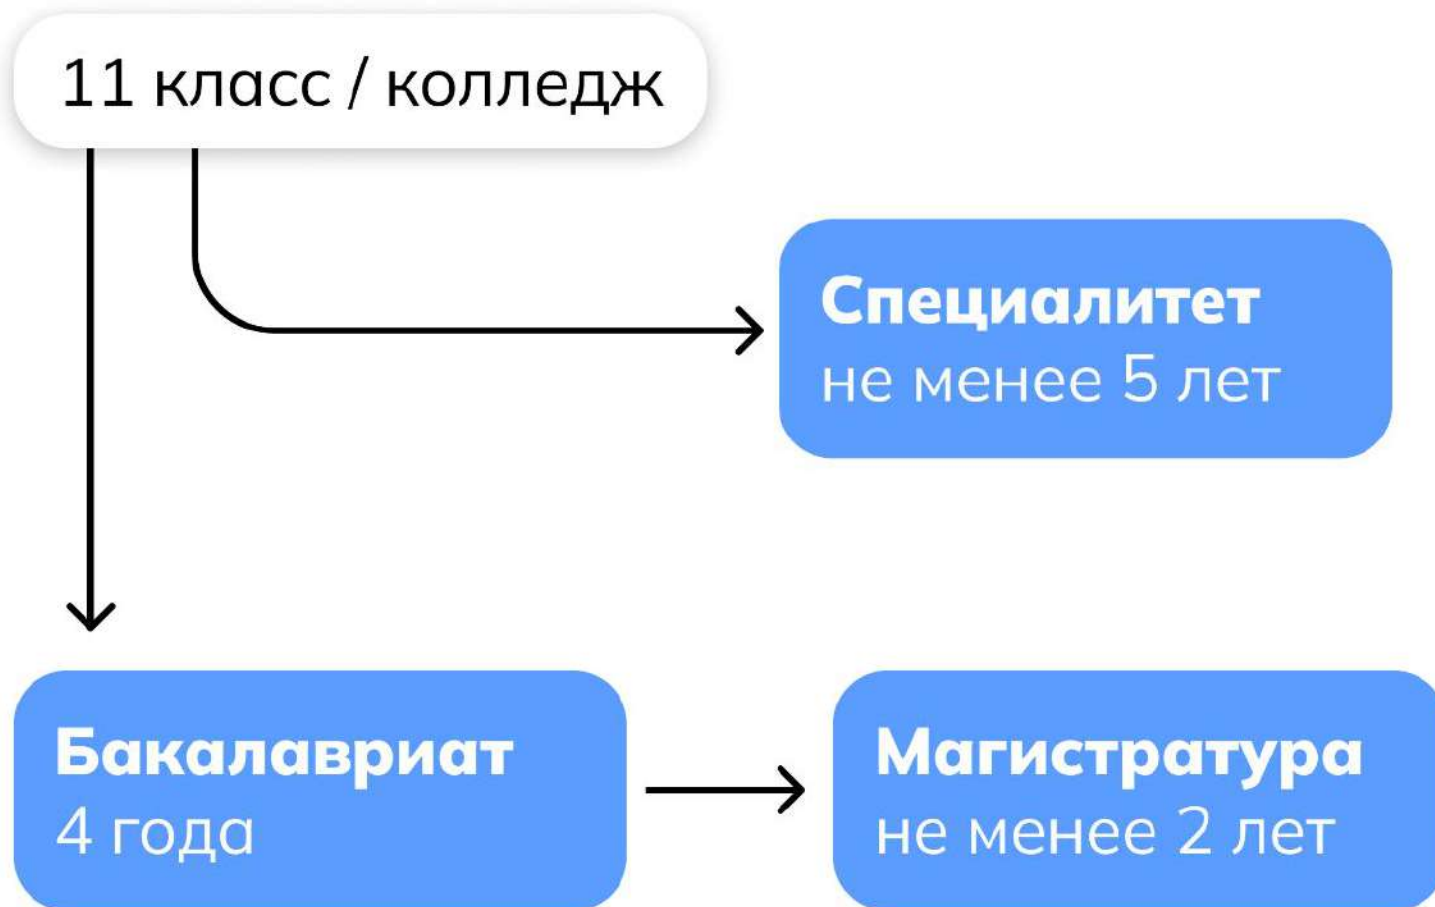 11 класс / колледж
Специалитет
не менее 5 лет
Бакалавриат
4 года
Магистратура
не менее 2 лет